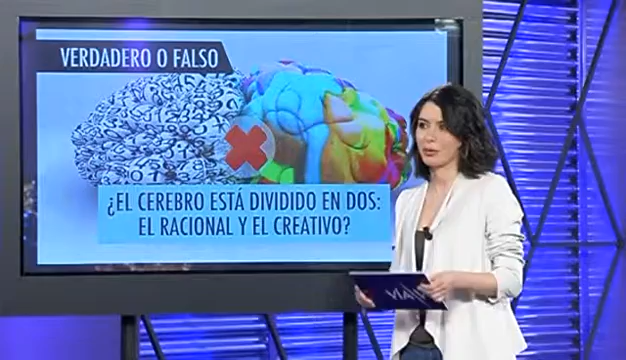 VERDADERO O FALSO
¿EL CEREBRO ESTÁ DIVIDIDO EN DOS:
EL RACIONAL Y EL CREATIVO?